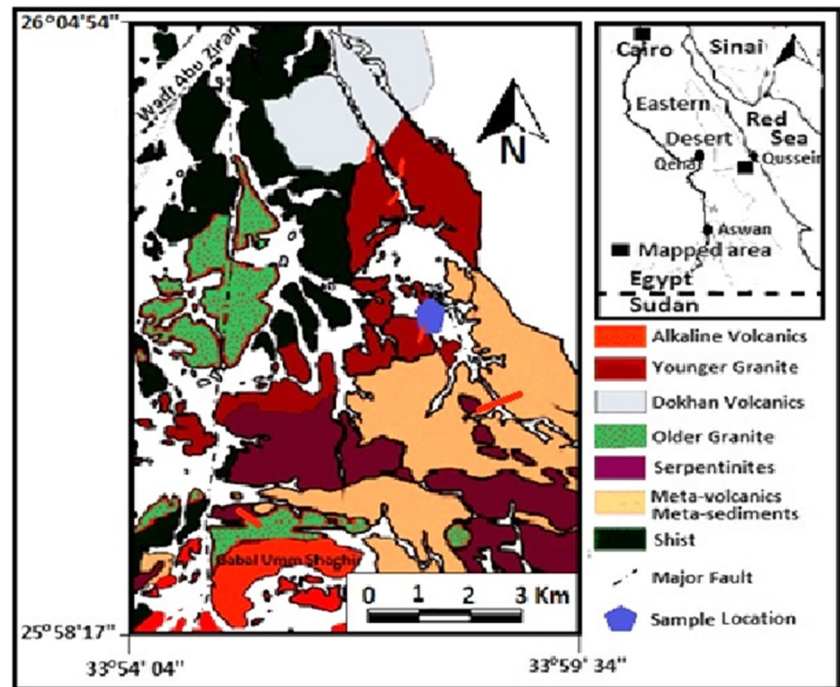 26°04'54"
Wadi Abu Ziran
N
Gabal Umm Shaghir
0 1 2 3 Km
25°58'17"
33°54' 04"
33°59' 34"
Cairo
Sinai
Eastern
Desert
Red
Sea
Qena
Qusseir
Aswan
Mapped area
Egypt
Sudan
Alkaline Volcanics
Younger Granite
Dokhan Volcanics
Older Granite
Serpentinites
Meta-volcanics
Meta-sediments
Shist
Major Fault
Sample Location